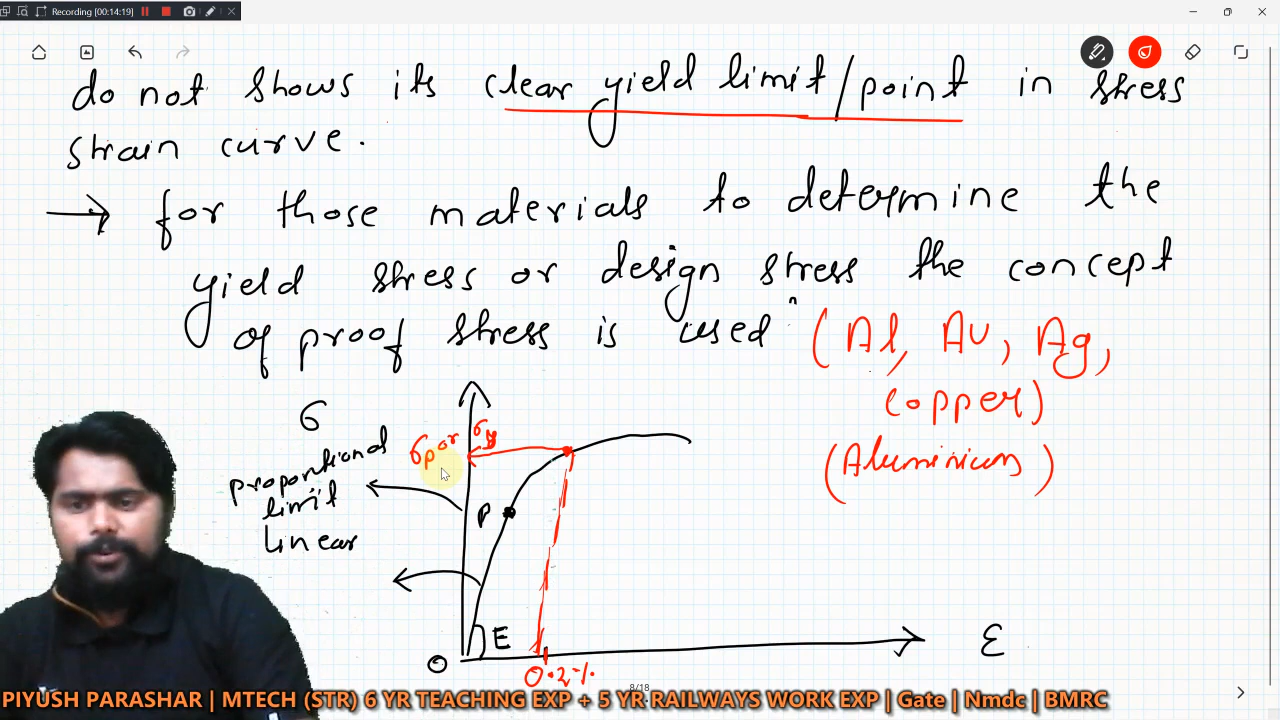 Recording [00:14:19]
do not shows its clear yield limit/point in stress
strain curve.
→ for those materials to determine the
yield stress or design stress the concept
of proof stress is used (Al, Au, Ag,
copper)
(Aluminium)
σ
σp or σy
proportional
limit
linear
P
E
O
0.2%
ε
8/18
PIYUSH PARASHAR | MTECH (STR) 6 YR TEACHING EXP + 5 YR RAILWAYS WORK EXP | Gate | Nmdc | BMRC